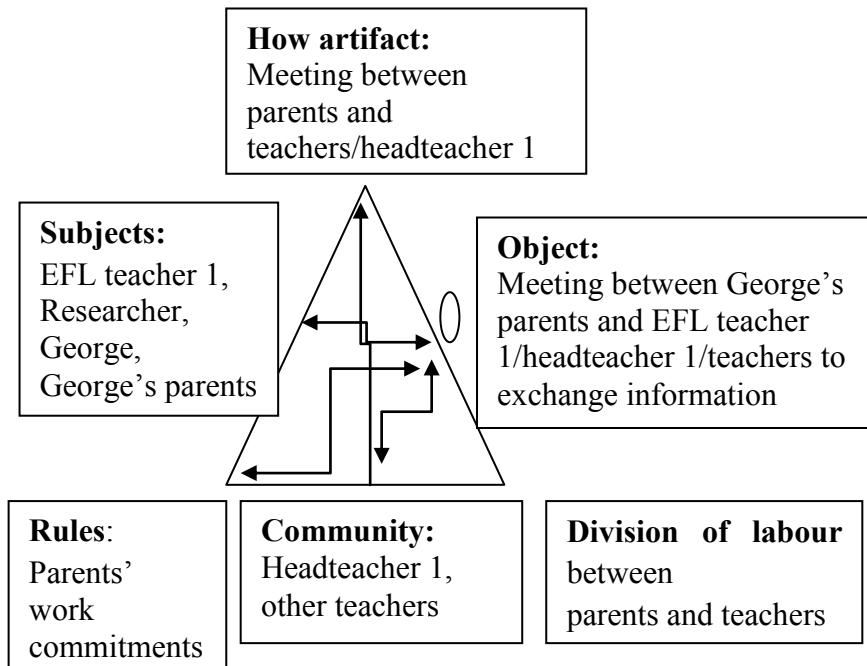 How artifact:
Meeting between
parents and
teachers/headteacher 1
Subjects:
EFL teacher 1,
Researcher,
George,
George's parents
Object:
Meeting between George's
parents and EFL teacher
1/headteacher 1/teachers to
exchange information
Rules:
Parents'
work
commitments
Community:
Headteacher 1,
other teachers
Division of labour
between
parents and teachers